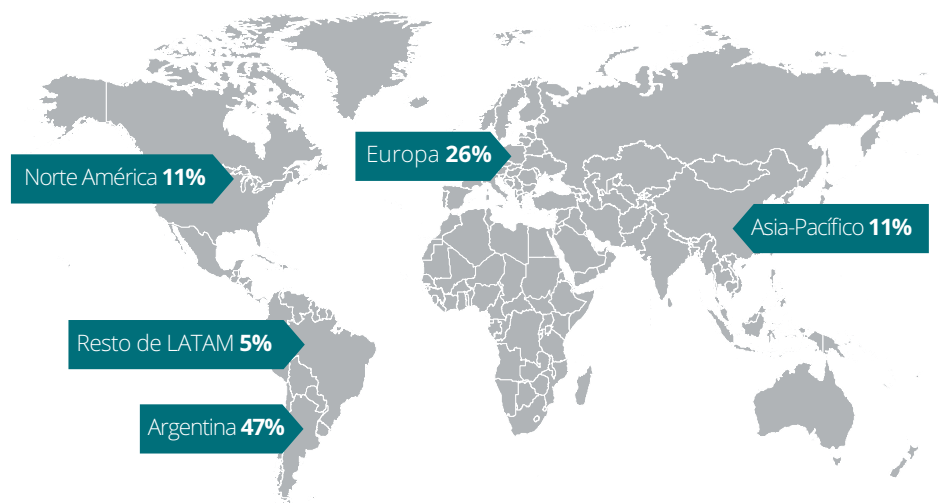 Europa 26%
Norte América 11%
Asia-Pacífico 11%
Resto de LATAM 5%
Argentina 47%